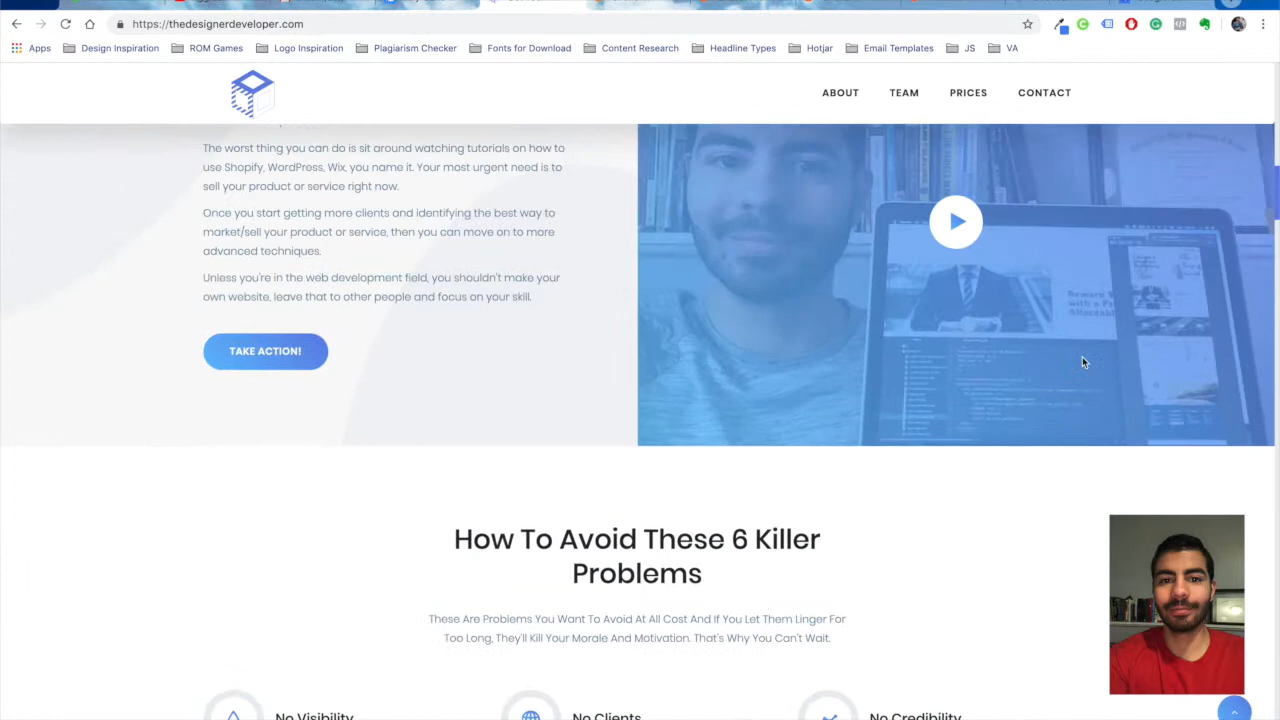 https://thedesignerdeveloper.com
Apps Design Inspiration ROM Games Logo Inspiration Plagiarism Checker Fonts for Download Content Research Headline Types Hotjar Email Templates JS VA
ABOUT TEAM PRICES CONTACT
The worst thing you can do is sit around watching tutorials on how to
use Shopify, WordPress, Wix, you name it. Your most urgent need is to
sell your product or service right now.
Once you start getting more clients and identifying the best way to
market/sell your product or service, then you can move on to more
advanced techniques.
Unless you're in the web development field, you shouldn't make your
own website, leave that to other people and focus on your skill.
TAKE ACTION!
How To Avoid These 6 Killer
Problems
These Are Problems You Want To Avoid At All Cost And If You Let Them Linger For
Too Long, They'll Kill Your Morale And Motivation. That's Why You Can't Wait.
No Visibility No Clients No Credibility